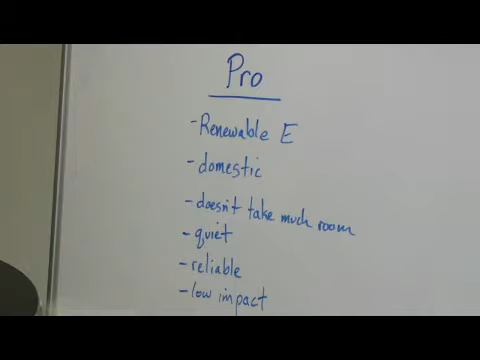 Pro
- Renewable E
- domestic
- doesn't take much room
- quiet
- reliable
- low impact